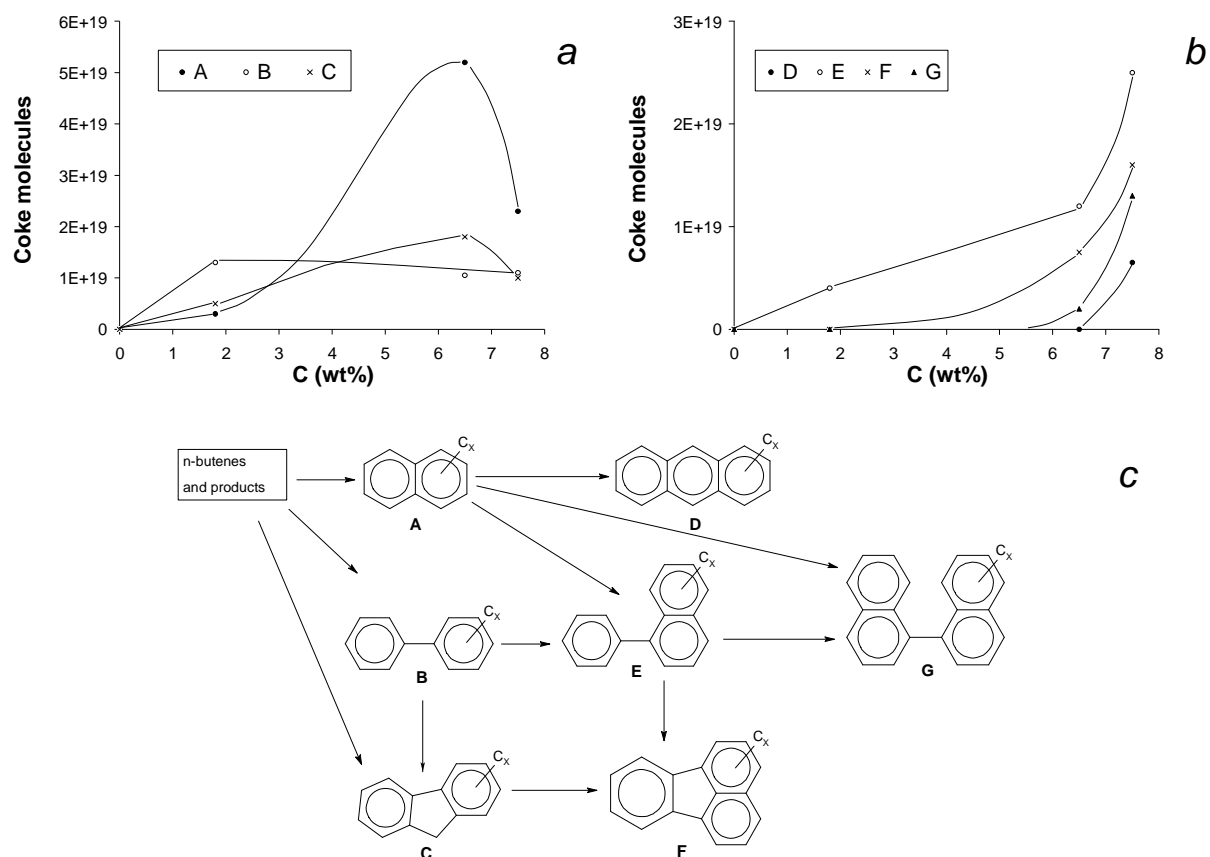 a
6E+19
5E+19
4E+19
3E+19
2E+19
1E+19
0
Coke molecules
A B C
0 1 2 3 4 5 6 7 8
C (wt%)
b
3E+19
2E+19
1E+19
0
Coke molecules
D E F G
0 1 2 3 4 5 6 7 8
C (wt%)
c
n-butenes
and products
Cx
A
Cx
D
Cx
B
Cx
E
Cx
G
Cx
C
Cx
F